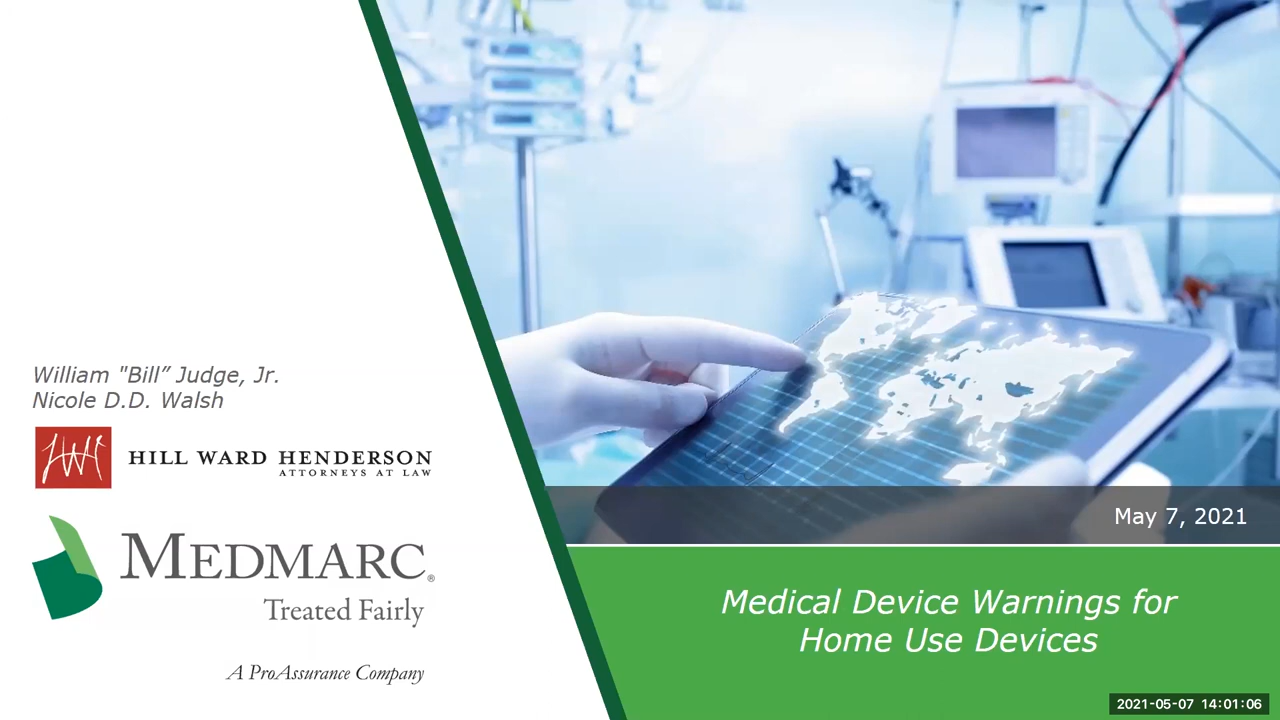 William "Bill” Judge, Jr.
Nicole D.D. Walsh
HWH
HILL WARD HENDERSON
ATTORNEYS AT LAW
MEDMARC®
Treated Fairly
A ProAssurance Company
May 7, 2021
Medical Device Warnings for
Home Use Devices
2021-05-07 14:01:06